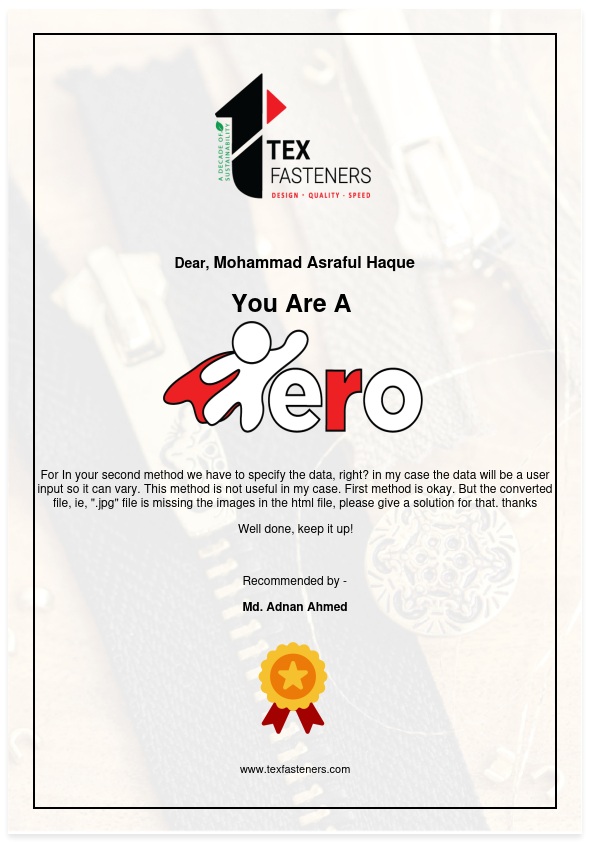 A DECADE OF
SUSTAINABILITY
TEX
FASTENERS
DESIGN • QUALITY • SPEED
Dear, Mohammad Asraful Haque
You Are A
Hero
For In your second method we have to specify the data, right? in my case the data will be a user
input so it can vary. This method is not useful in my case. First method is okay. But the converted
file, ie, ".jpg" file is missing the images in the html file, please give a solution for that. thanks
Well done, keep it up!
Recommended by -
Md. Adnan Ahmed
www.texfasteners.com